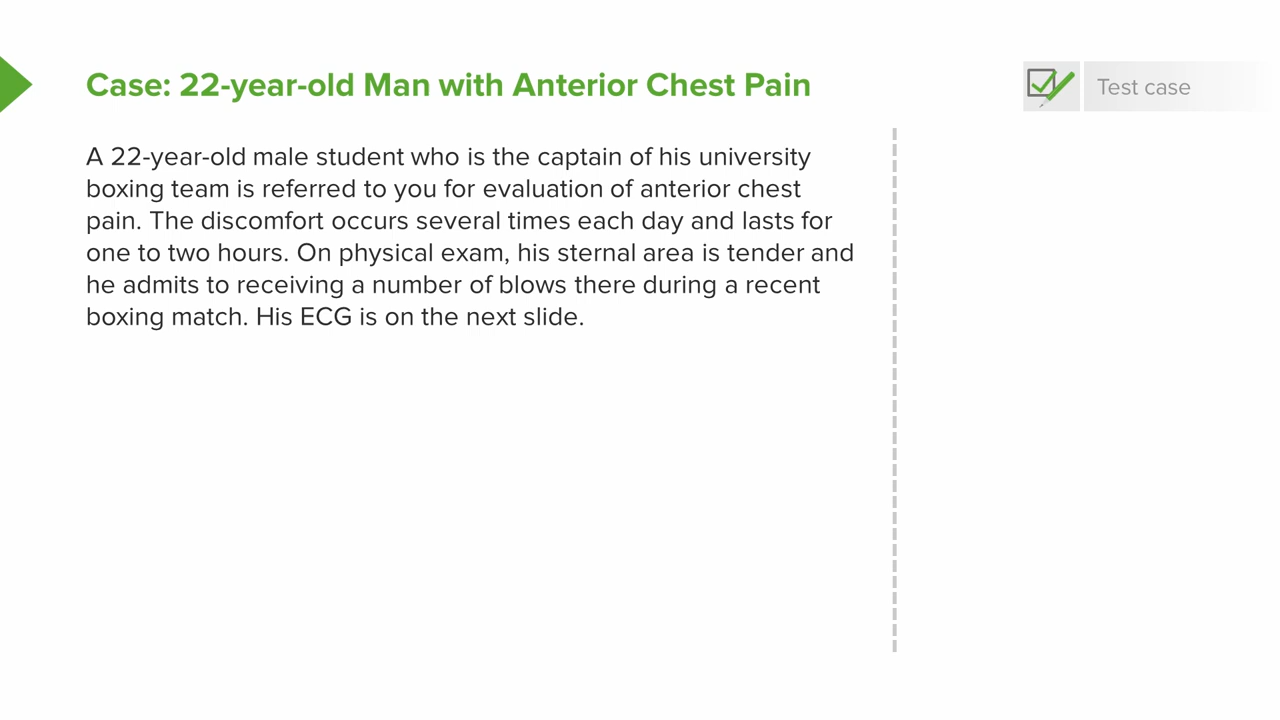 Case: 22-year-old Man with Anterior Chest Pain
Test case
A 22-year-old male student who is the captain of his university
boxing team is referred to you for evaluation of anterior chest
pain. The discomfort occurs several times each day and lasts for
one to two hours. On physical exam, his sternal area is tender and
he admits to receiving a number of blows there during a recent
boxing match. His ECG is on the next slide.